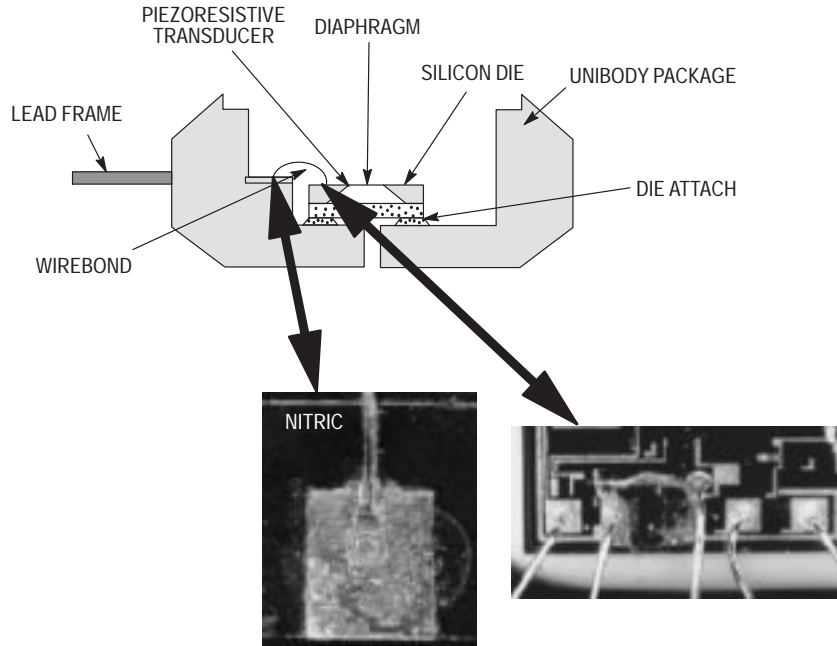 PIEZORESISTIVE
TRANSDUCER
DIAPHRAGM
SILICON DIE
UNIBODY PACKAGE
LEAD FRAME
DIE ATTACH
WIREBOND
NITRIC